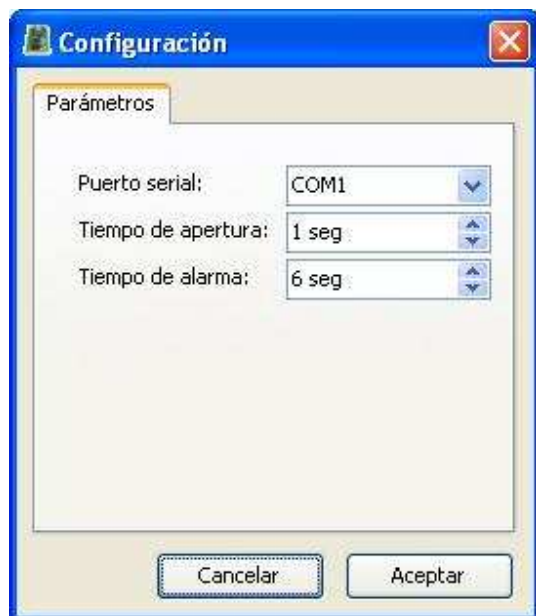 Configuración
Parámetros
Puerto serial: COM1
Tiempo de apertura: 1 seg
Tiempo de alarma: 6 seg
Cancelar Aceptar